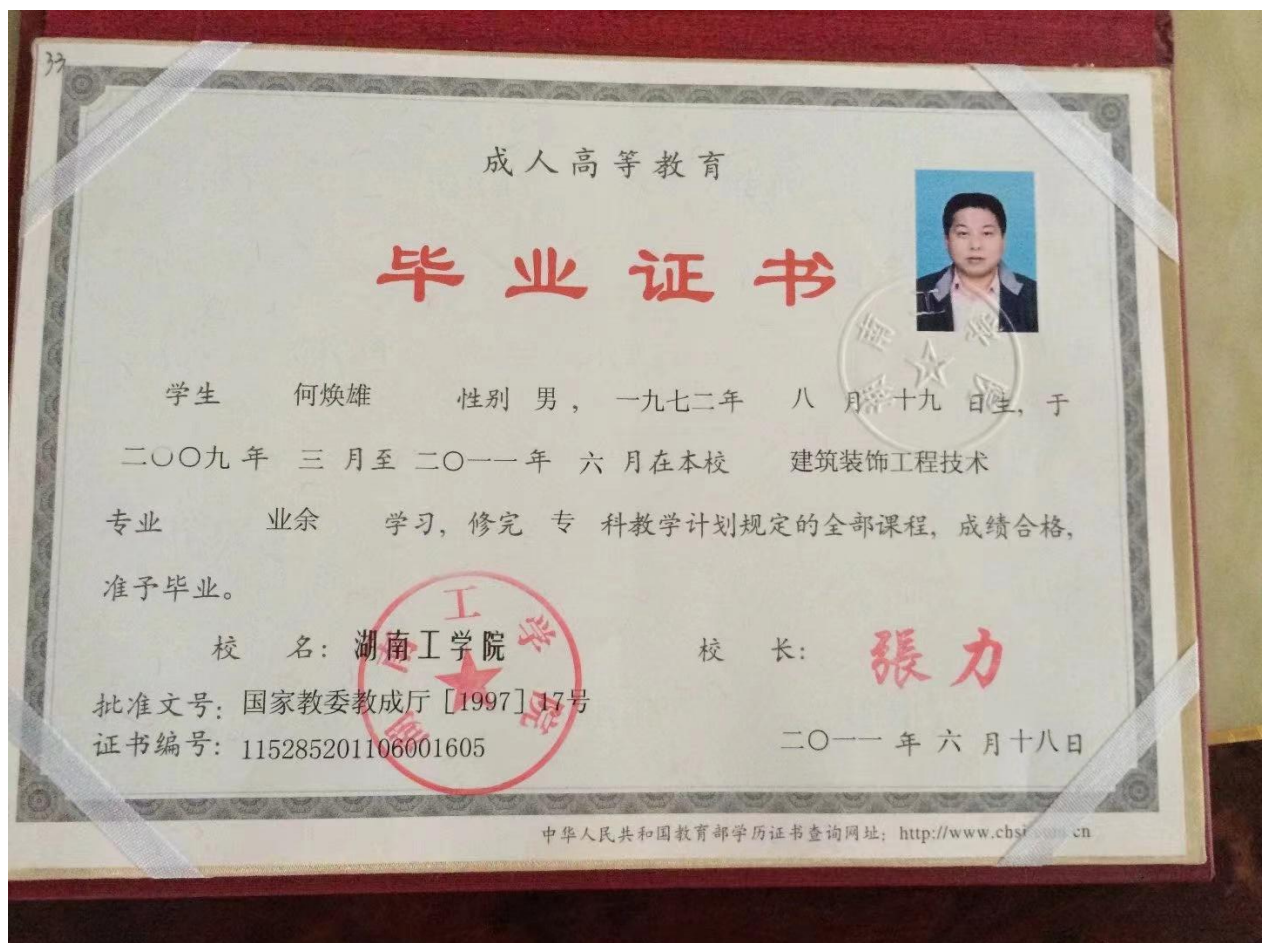 33
成人高等教育
毕业证书
学生 何焕雄 性别 男, 一九七二年 八 月 十九 日生, 于
二〇〇九 年 三 月至 二〇一一 年 六 月在本校 建筑装饰工程技术
专业 业余 学习, 修完 专 科教学计划规定的全部课程, 成绩合格,
准予毕业。
校 名: 湖南工学院 校 长: 張力
湖南工学院
批准文号: 国家教委教成厅 [1997] 17号
证书编号: 115285201106001605 二〇一一 年 六 月十八日
中华人民共和国教育部学历证书查询网址: http://www.chsi cn